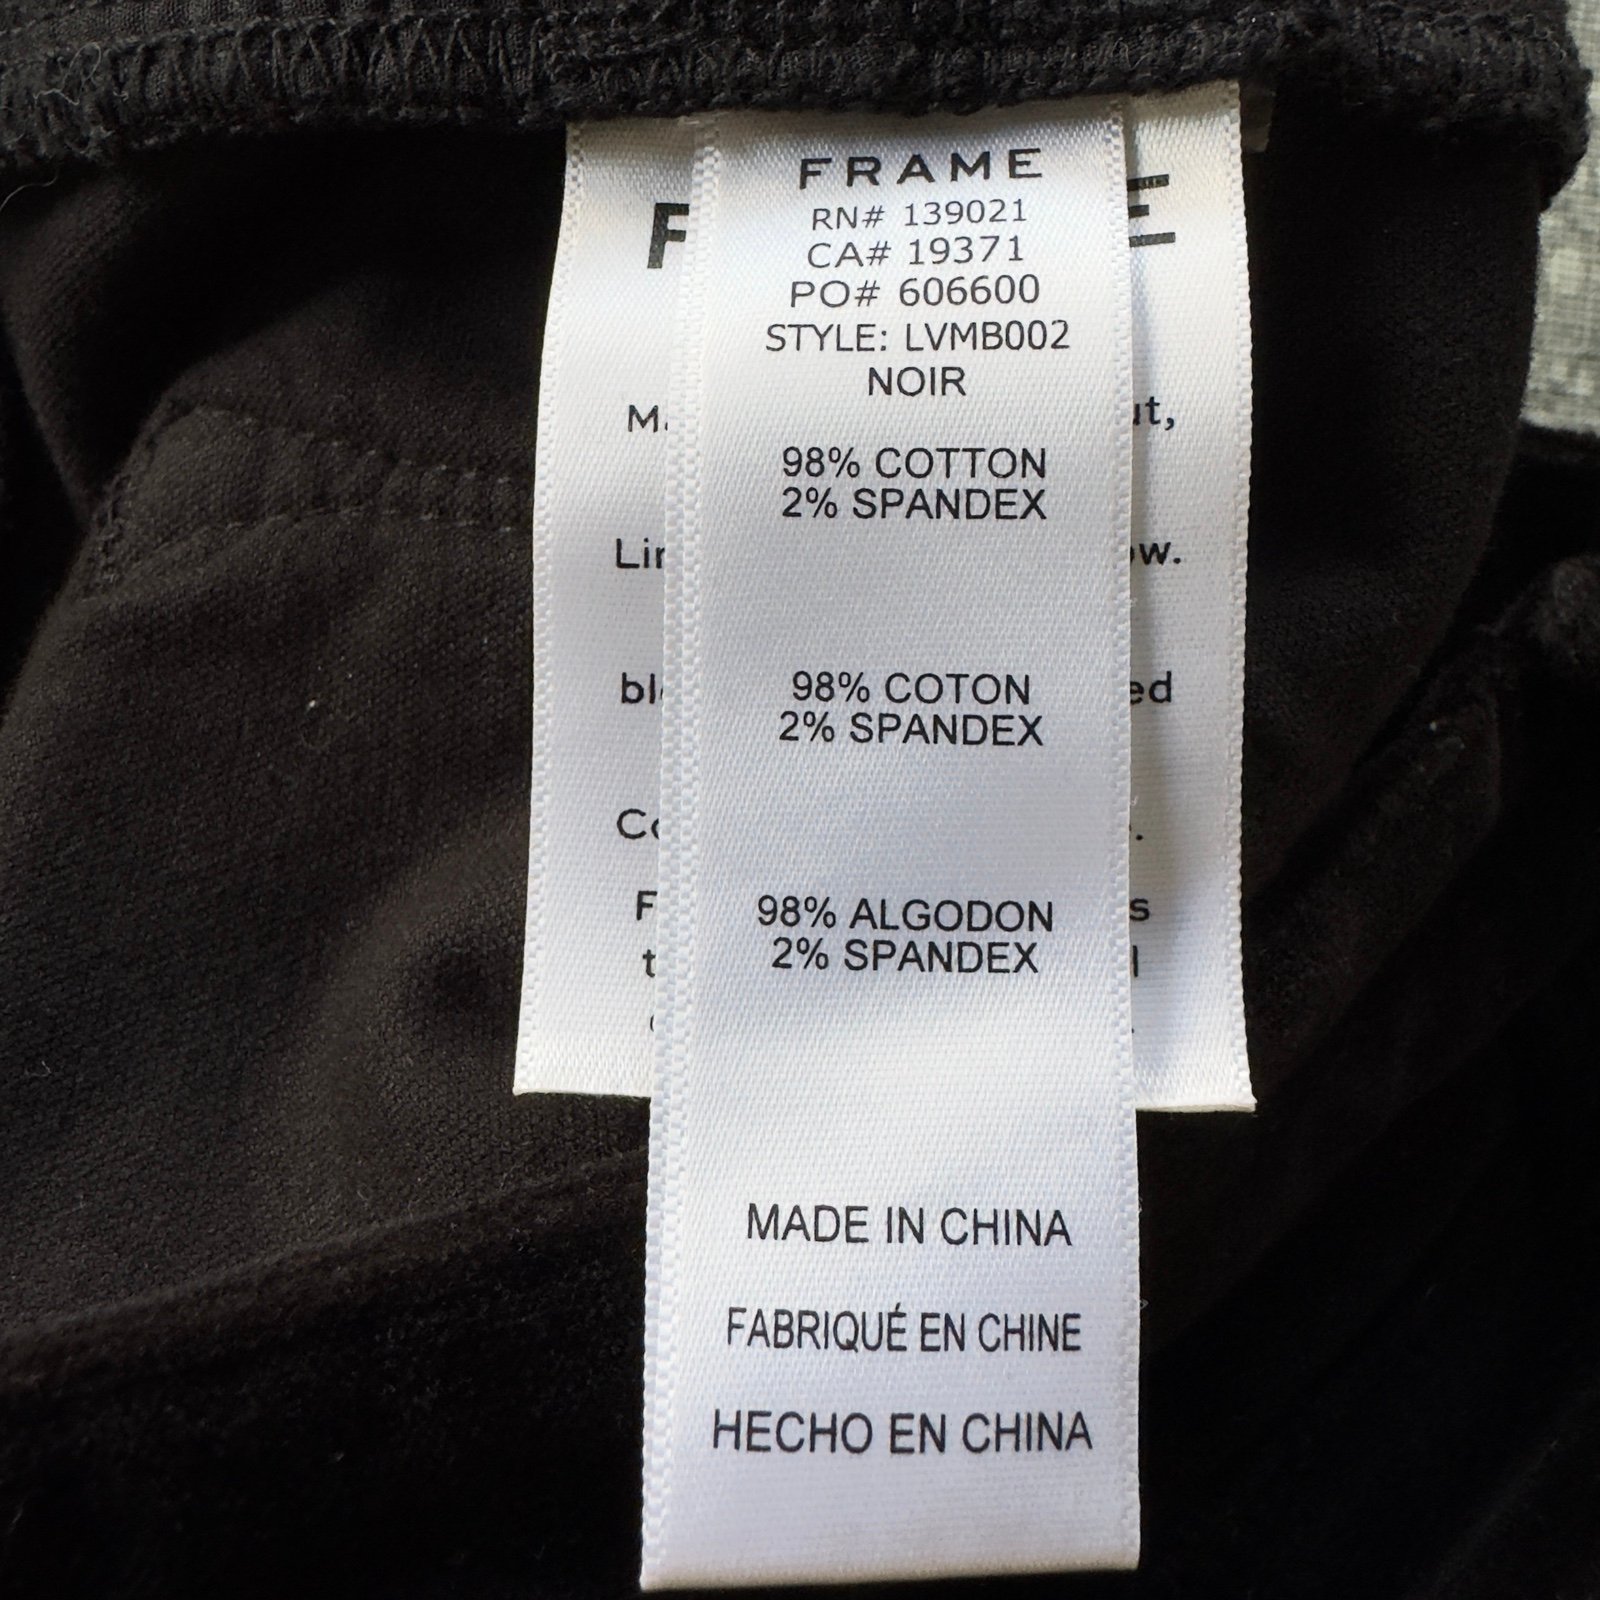 FRAME
RN# 139021
CA# 19371
PO# 606600
STYLE: LVMB002
NOIR
98% COTTON
2% SPANDEX
98% COTON
2% SPANDEX
98% ALGODON
2% SPANDEX
MADE IN CHINA
FABRIQUÉ EN CHINE
HECHO EN CHINA